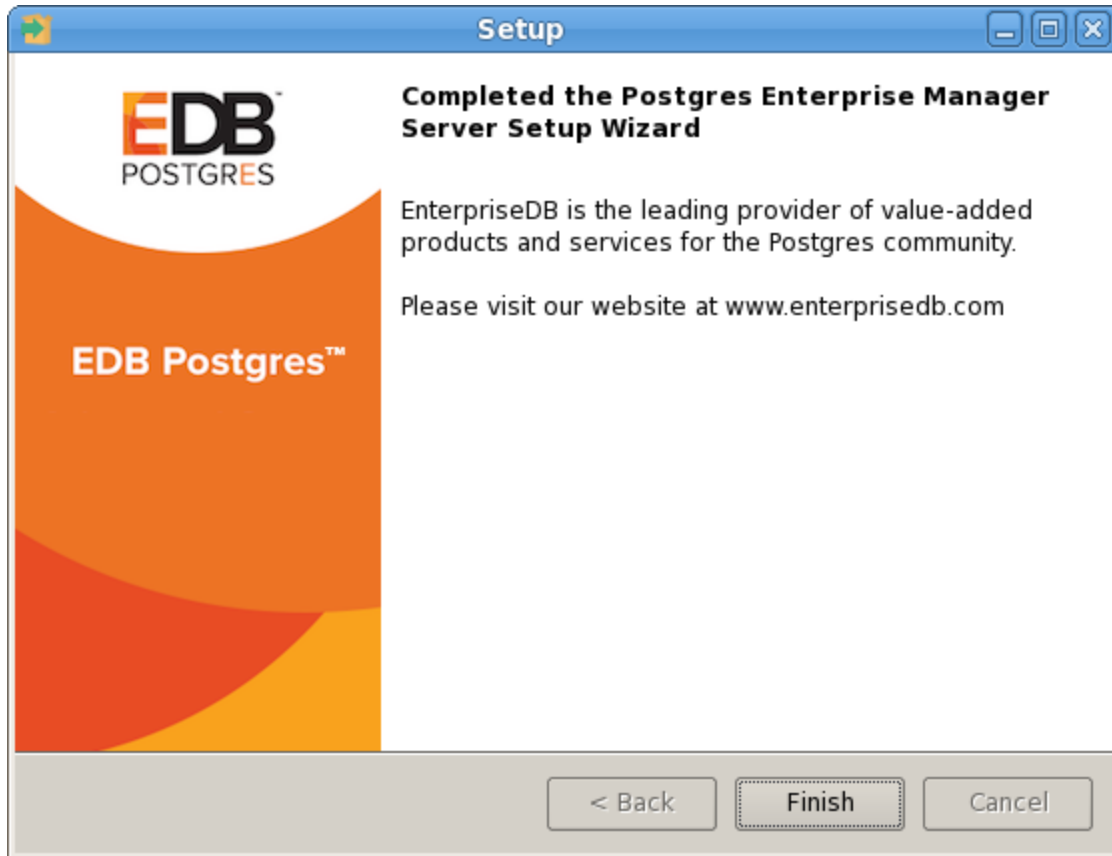 Setup
EDB™
POSTGRES
EDB Postgres™
Completed the Postgres Enterprise Manager
Server Setup Wizard
EnterpriseDB is the leading provider of value-added
products and services for the Postgres community.
Please visit our website at www.enterprisedb.com
< Back
Finish
Cancel